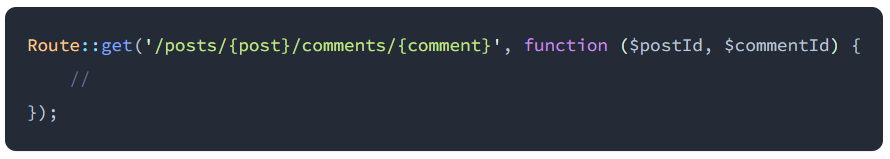 Route::get('/posts/{post}/comments/{comment}', function ($postId, $commentId) {
    //
});